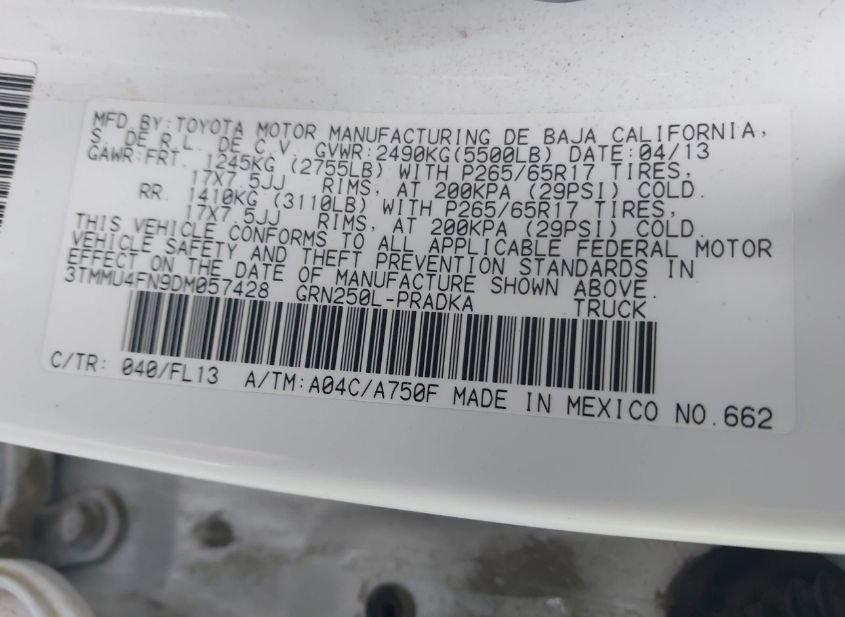 MFD BY:TOYOTA MOTOR MANUFACTURING DE BAJA CALIFORNIA,
S. DE R.L. DE C.V. GVWR:2490KG(5500LB) DATE:04/13
GAWR:FRT. 1245KG (2755LB) WITH P265/65R17 TIRES,
17X7.5JJ RIMS, AT 200KPA (29PSI) COLD.
RR. 1410KG (3110LB) WITH P265/65R17 TIRES,
17X7.5JJ RIMS, AT 200KPA (29PSI) COLD.
THIS VEHICLE CONFORMS TO ALL APPLICABLE FEDERAL MOTOR
VEHICLE SAFETY AND THEFT PREVENTION STANDARDS IN
EFFECT ON THE DATE OF MANUFACTURE SHOWN ABOVE.
3TMMU4FN9DM057428 GRN250L-PRADKA TRUCK
C/TR: 040/FL13 A/TM:A04C/A750F MADE IN MEXICO NO.662